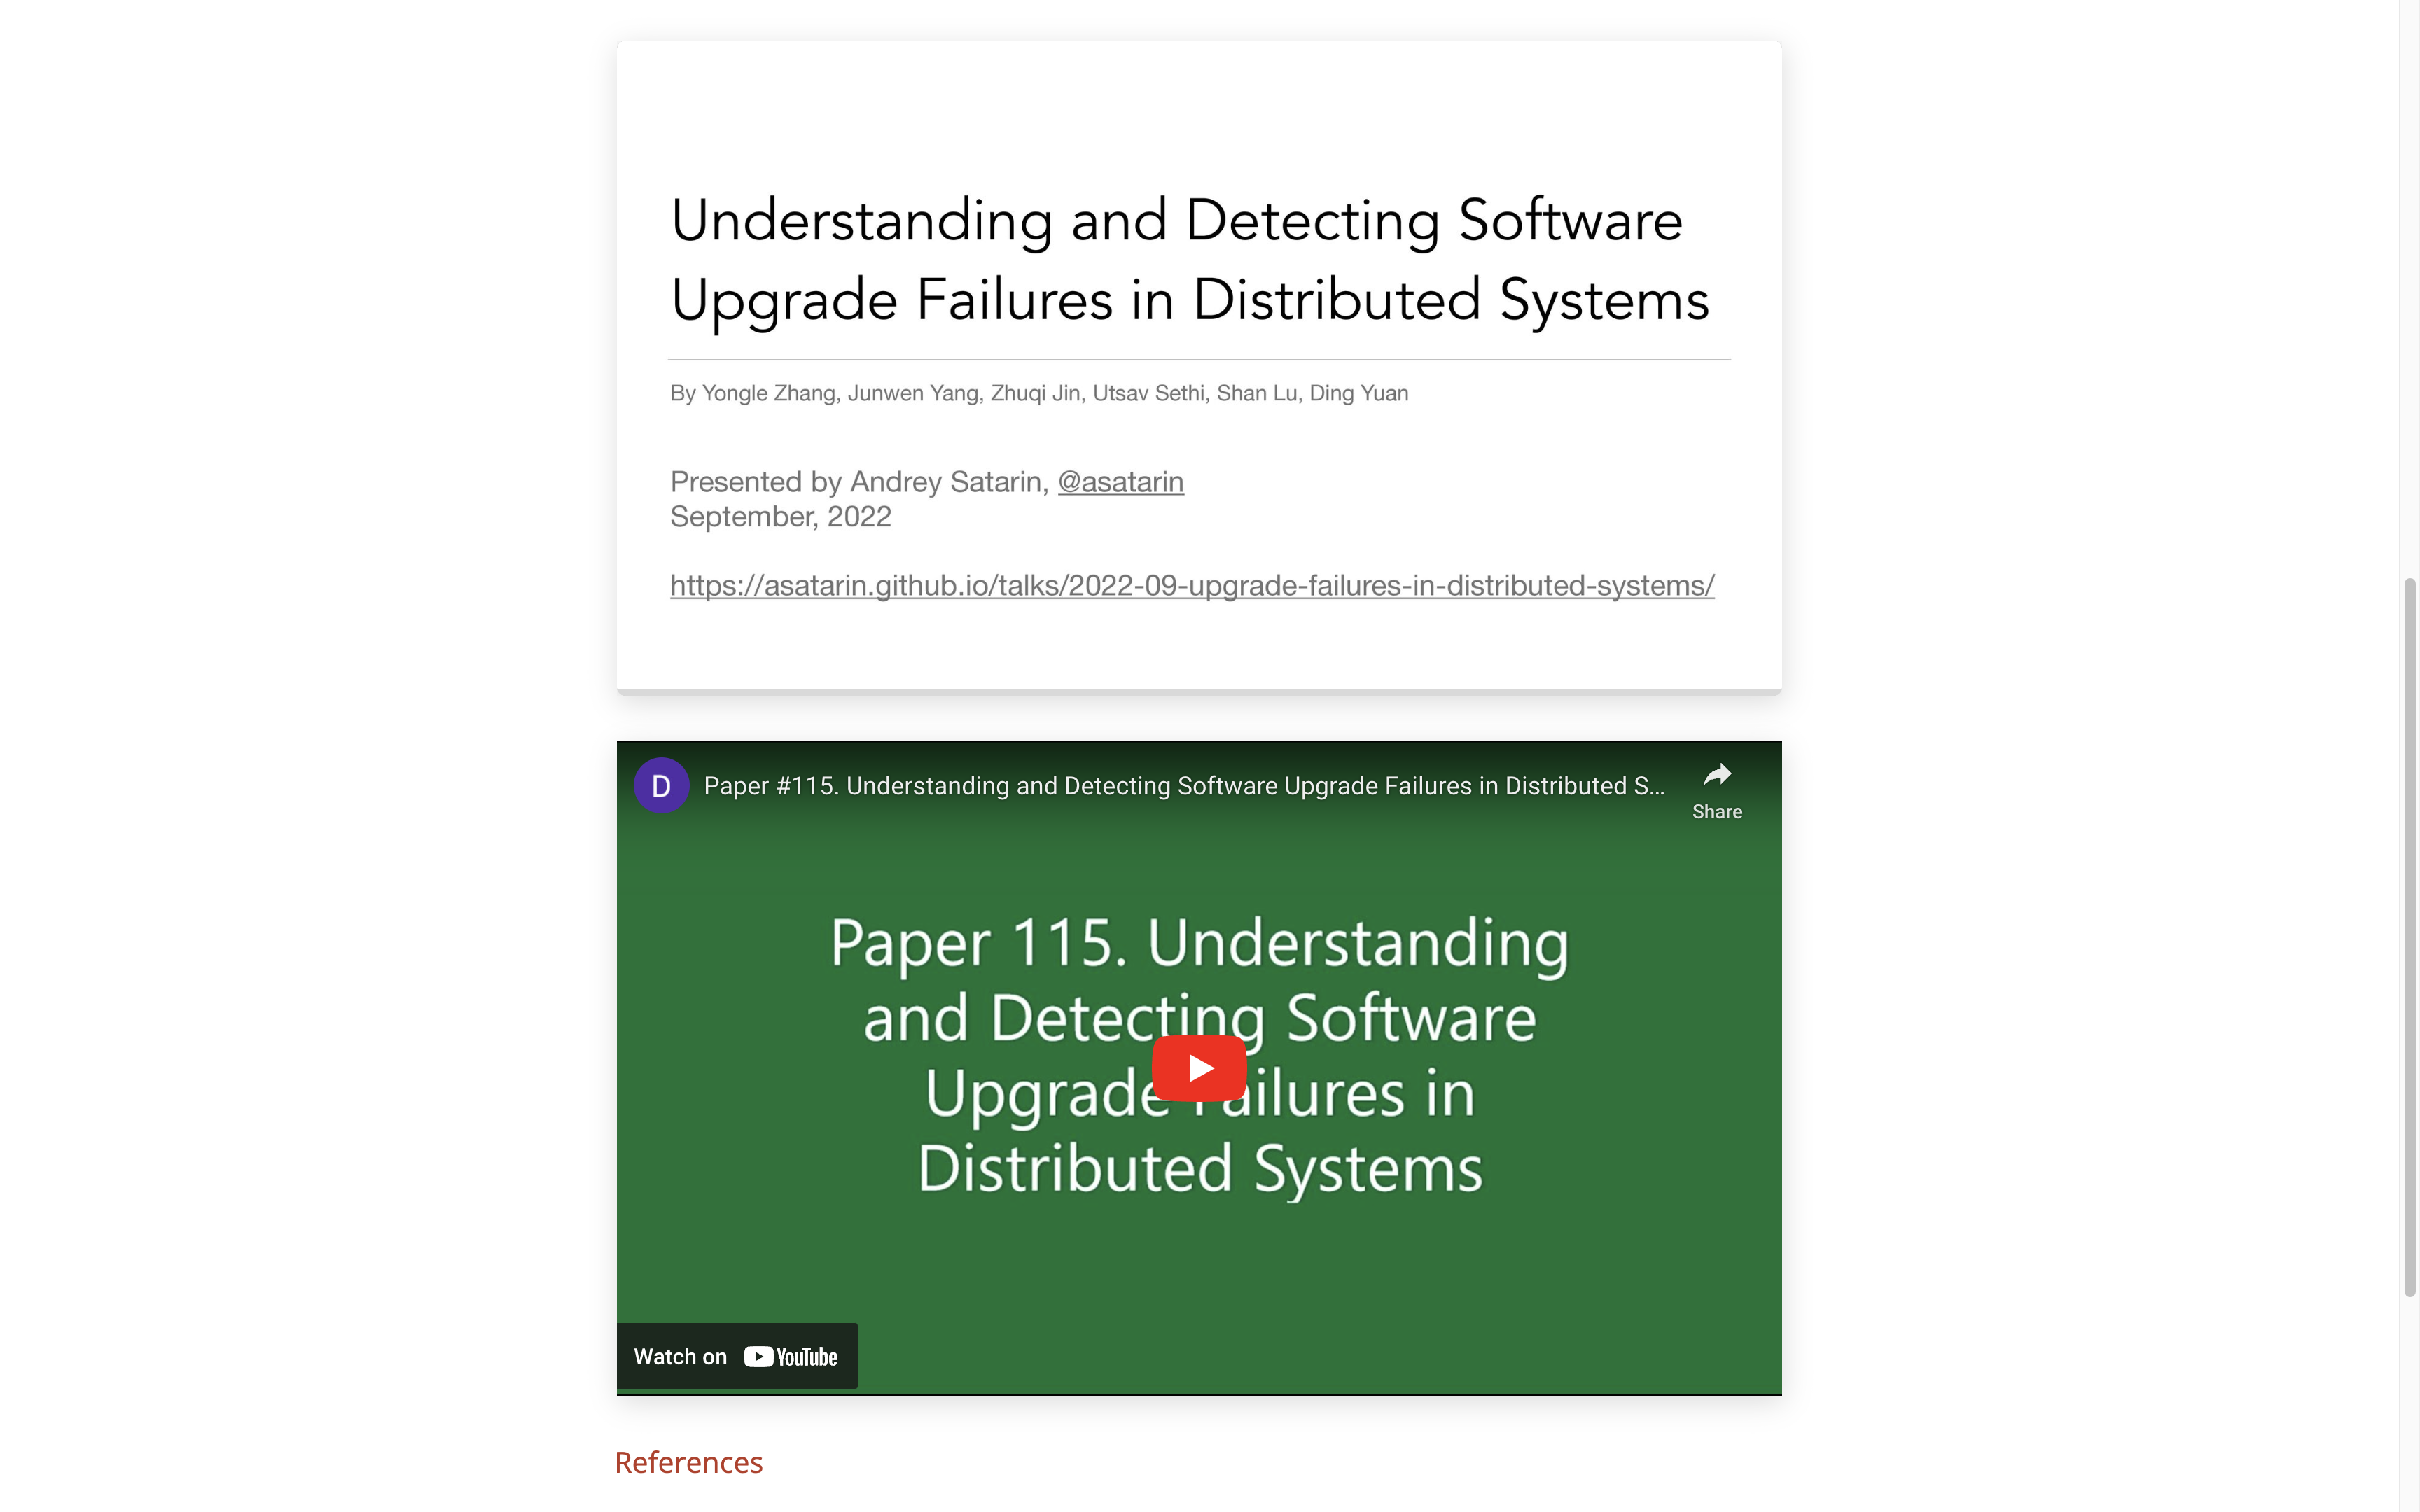 Understanding and Detecting Software
Upgrade Failures in Distributed Systems
By Yongle Zhang, Junwen Yang, Zhuqi Jin, Utsav Sethi, Shan Lu, Ding Yuan
Presented by Andrey Satarin, @asatarin
September, 2022
https://asatarin.github.io/talks/2022-09-upgrade-failures-in-distributed-systems/
D
Paper #115. Understanding and Detecting Software Upgrade Failures in Distributed S...
Share
Paper 115. Understanding
and Detecting Software
Upgrade Failures in
Distributed Systems
Watch on YouTube
References